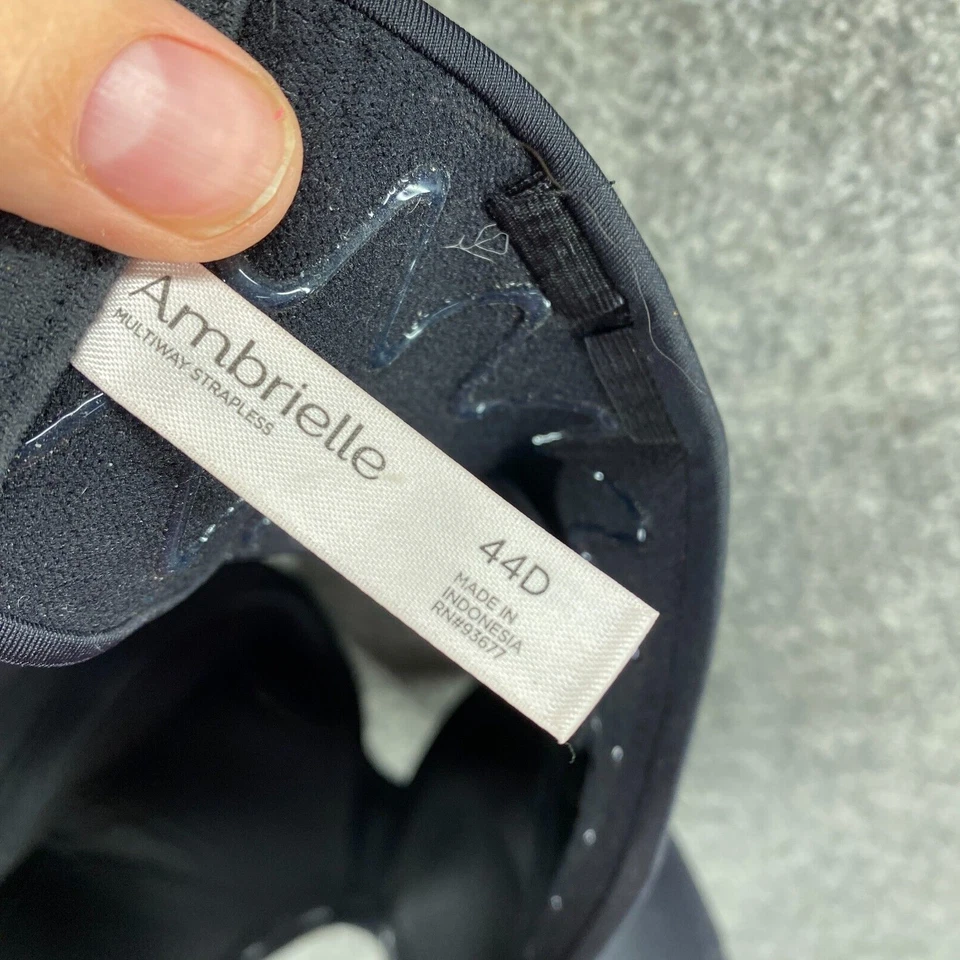 Ambrielle
MULTIWAY STRAPLESS
44D
MADE IN
INDONESIA
RN#93677